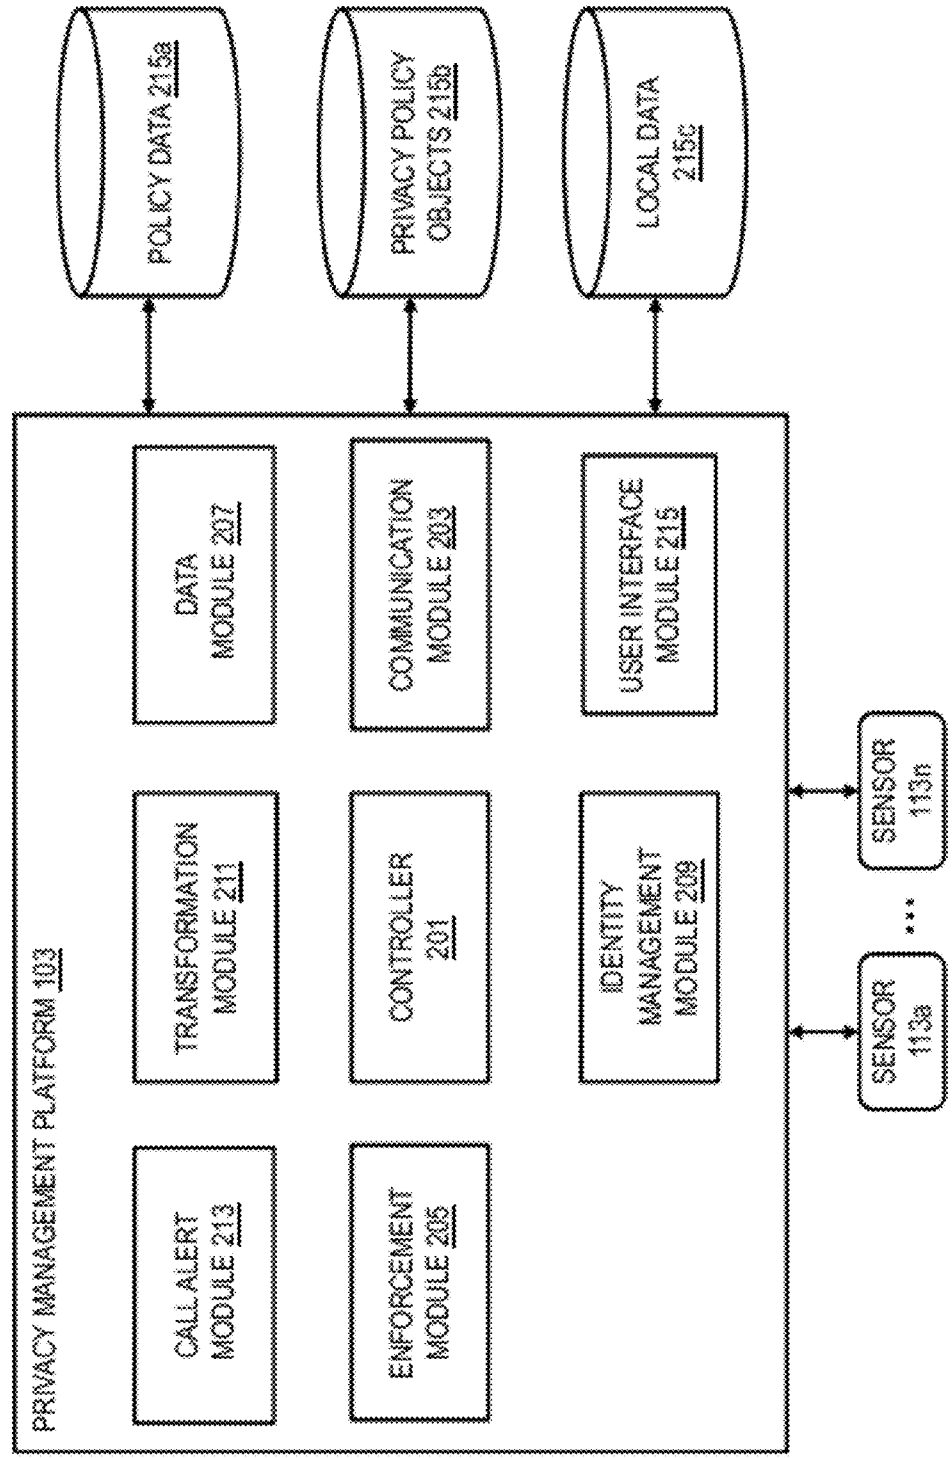 PRIVACY MANAGEMENT PLATFORM 103
CALL ALERT
MODULE 213
TRANSFORMATION
MODULE 211
DATA
MODULE 207
POLICY DATA 215a
ENFORCEMENT
MODULE 205
CONTROLLER
201
COMMUNICATION
MODULE 203
PRIVACY POLICY
OBJECTS 215b
IDENTITY
MANAGEMENT
MODULE 209
USER INTERFACE
MODULE 215
LOCAL DATA
215c
SENSOR
113a
...
SENSOR
113n